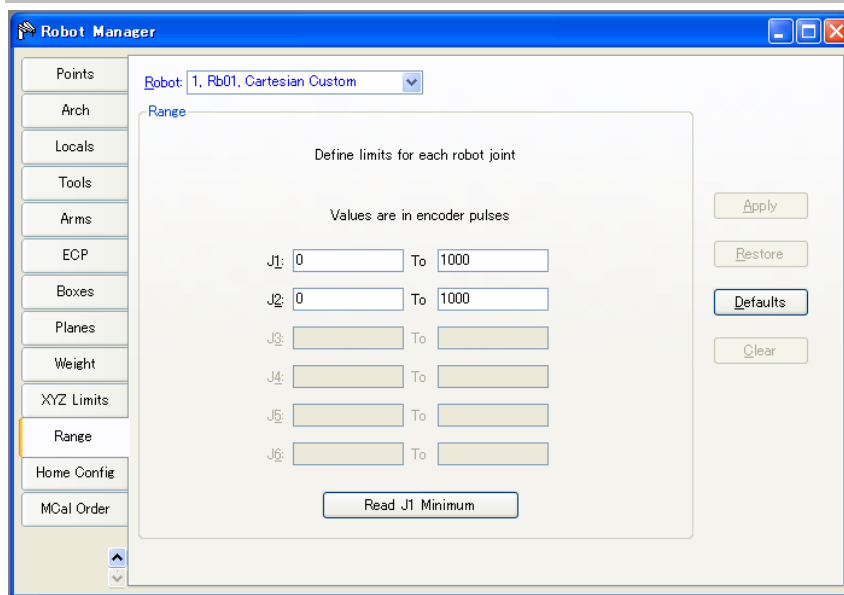 Robot Manager
Points
Arch
Locals
Tools
Arms
ECP
Boxes
Planes
Weight
XYZ Limits
Range
Home Config
MCal Order
Robot: 1, Rb01, Cartesian Custom
Range
Define limits for each robot joint
Values are in encoder pulses
J1: 0 To 1000
J2: 0 To 1000
J3: To
J4: To
J5: To
J6: To
Read J1 Minimum
Apply
Restore
Defaults
Clear